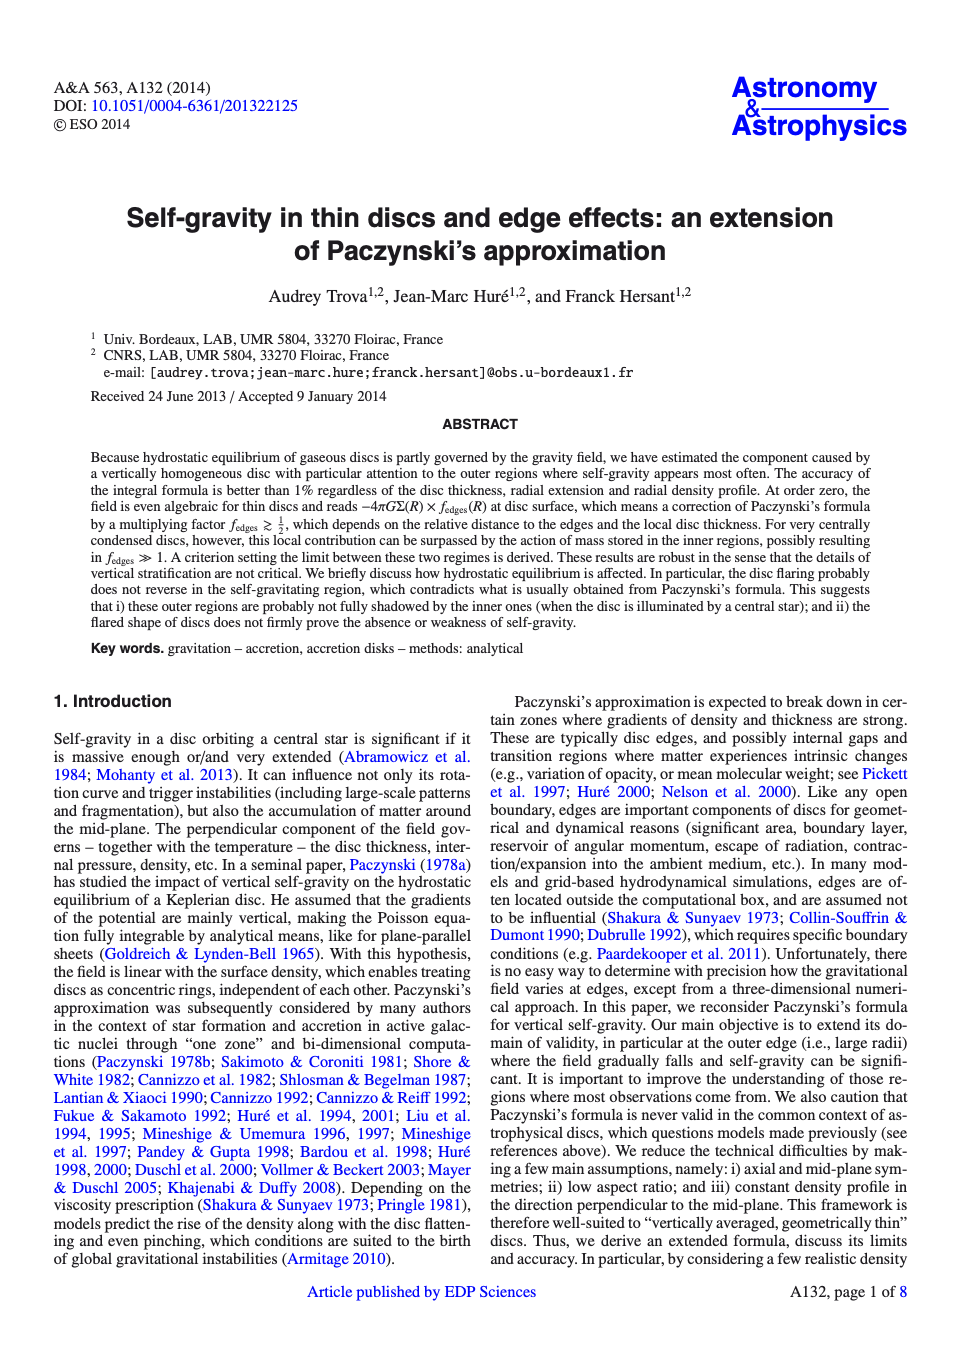 A&A 563, A132 (2014)
DOI: 10.1051/0004-6361/201322125
© ESO 2014
Astronomy
&
Astrophysics
Self-gravity in thin discs and edge effects: an extension
of Paczynski's approximation
Audrey Trova1,2, Jean-Marc Huré1,2, and Franck Hersant1,2
1 Univ. Bordeaux, LAB, UMR 5804, 33270 Floirac, France
2 CNRS, LAB, UMR 5804, 33270 Floirac, France
e-mail: [audrey.trova;jean-marc.hure;franck.hersant]@obs.u-bordeaux1.fr
Received 24 June 2013 / Accepted 9 January 2014
ABSTRACT
Because hydrostatic equilibrium of gaseous discs is partly governed by the gravity field, we have estimated the component caused by
a vertically homogeneous disc with particular attention to the outer regions where self-gravity appears most often. The accuracy of
the integral formula is better than 1% regardless of the disc thickness, radial extension and radial density profile. At order zero, the
field is even algebraic for thin discs and reads −4πGΣ(R) × fedges(R) at disc surface, which means a correction of Paczynski's formula
by a multiplying factor fedges ≳ 1/2, which depends on the relative distance to the edges and the local disc thickness. For very centrally
condensed discs, however, this local contribution can be surpassed by the action of mass stored in the inner regions, possibly resulting
in fedges ≫ 1. A criterion setting the limit between these two regimes is derived. These results are robust in the sense that the details of
vertical stratification are not critical. We briefly discuss how hydrostatic equilibrium is affected. In particular, the disc flaring probably
does not reverse in the self-gravitating region, which contradicts what is usually obtained from Paczynski's formula. This suggests
that i) these outer regions are probably not fully shadowed by the inner ones (when the disc is illuminated by a central star); and ii) the
flared shape of discs does not firmly prove the absence or weakness of self-gravity.
Key words. gravitation – accretion, accretion disks – methods: analytical
1. Introduction
Self-gravity in a disc orbiting a central star is significant if it
is massive enough or/and very extended (Abramowicz et al.
1984; Mohanty et al. 2013). It can influence not only its rota-
tion curve and trigger instabilities (including large-scale patterns
and fragmentation), but also the accumulation of matter around
the mid-plane. The perpendicular component of the field gov-
erns – together with the temperature – the disc thickness, inter-
nal pressure, density, etc. In a seminal paper, Paczynski (1978a)
has studied the impact of vertical self-gravity on the hydrostatic
equilibrium of a Keplerian disc. He assumed that the gradients
of the potential are mainly vertical, making the Poisson equa-
tion fully integrable by analytical means, like for plane-parallel
sheets (Goldreich & Lynden-Bell 1965). With this hypothesis,
the field is linear with the surface density, which enables treating
discs as concentric rings, independent of each other. Paczynski's
approximation was subsequently considered by many authors
in the context of star formation and accretion in active galac-
tic nuclei through “one zone” and bi-dimensional computa-
tions (Paczynski 1978b; Sakimoto & Coroniti 1981; Shore &
White 1982; Cannizzo et al. 1982; Shlosman & Begelman 1987;
Lantian & Xiaoci 1990; Cannizzo 1992; Cannizzo & Reiff 1992;
Fukue & Sakamoto 1992; Huré et al. 1994, 2001; Liu et al.
1994, 1995; Mineshige & Umemura 1996, 1997; Mineshige
et al. 1997; Pandey & Gupta 1998; Bardou et al. 1998; Huré
1998, 2000; Duschl et al. 2000; Vollmer & Beckert 2003; Mayer
& Duschl 2005; Khajenabi & Duffy 2008). Depending on the
viscosity prescription (Shakura & Sunyaev 1973; Pringle 1981),
models predict the rise of the density along with the disc flatten-
ing and even pinching, which conditions are suited to the birth
of global gravitational instabilities (Armitage 2010).
Paczynski's approximation is expected to break down in cer-
tain zones where gradients of density and thickness are strong.
These are typically disc edges, and possibly internal gaps and
transition regions where matter experiences intrinsic changes
(e.g., variation of opacity, or mean molecular weight; see Pickett
et al. 1997; Huré 2000; Nelson et al. 2000). Like any open
boundary, edges are important components of discs for geomet-
rical and dynamical reasons (significant area, boundary layer,
reservoir of angular momentum, escape of radiation, contrac-
tion/expansion into the ambient medium, etc.). In many mod-
els and grid-based hydrodynamical simulations, edges are of-
ten located outside the computational box, and are assumed not
to be influential (Shakura & Sunyaev 1973; Collin-Souffrin &
Dumont 1990; Dubrulle 1992), which requires specific boundary
conditions (e.g. Paardekooper et al. 2011). Unfortunately, there
is no easy way to determine with precision how the gravitational
field varies at edges, except from a three-dimensional numeri-
cal approach. In this paper, we reconsider Paczynski's formula
for vertical self-gravity. Our main objective is to extend its do-
main of validity, in particular at the outer edge (i.e., large radii)
where the field gradually falls and self-gravity can be signifi-
cant. It is important to improve the understanding of those re-
gions where most observations come from. We also caution that
Paczynski's formula is never valid in the common context of as-
trophysical discs, which questions models made previously (see
references above). We reduce the technical difficulties by mak-
ing a few main assumptions, namely: i) axial and mid-plane sym-
metries; ii) low aspect ratio; and iii) constant density profile in
the direction perpendicular to the mid-plane. This framework is
therefore well-suited to “vertically averaged, geometrically thin”
discs. Thus, we derive an extended formula, discuss its limits
and accuracy. In particular, by considering a few realistic density
Article published by EDP Sciences
A132, page 1 of 8